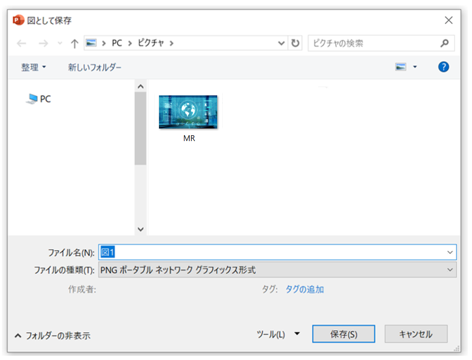 図として保存
PC
ピクチャ
ピクチャの検索
整理
新しいフォルダー
PC
MR
ファイル名(N):
図1
ファイルの種類(T):
PNG ポータブル ネットワーク グラフィックス形式
作成者:
タグ:
タグの追加
フォルダーの非表示
ツール(L)
保存(S)
キャンセル